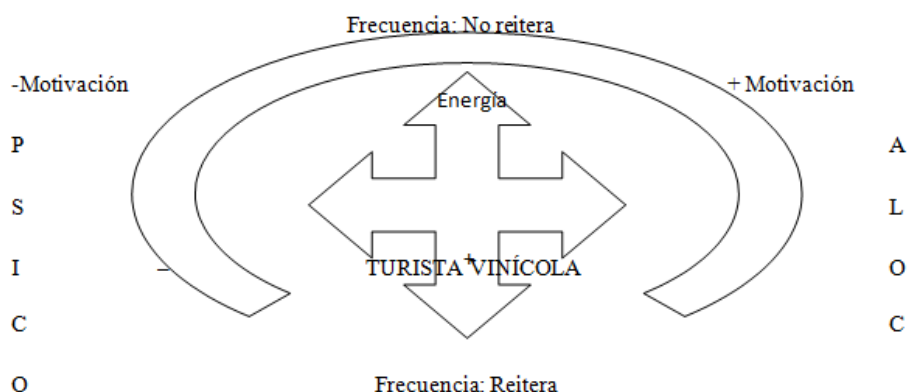 Frecuencia: No reitera
-Motivación + Motivación
Energía
P A
S L
I – TURISTA + VINÍCOLA O
C C
O Frecuencia: Reitera